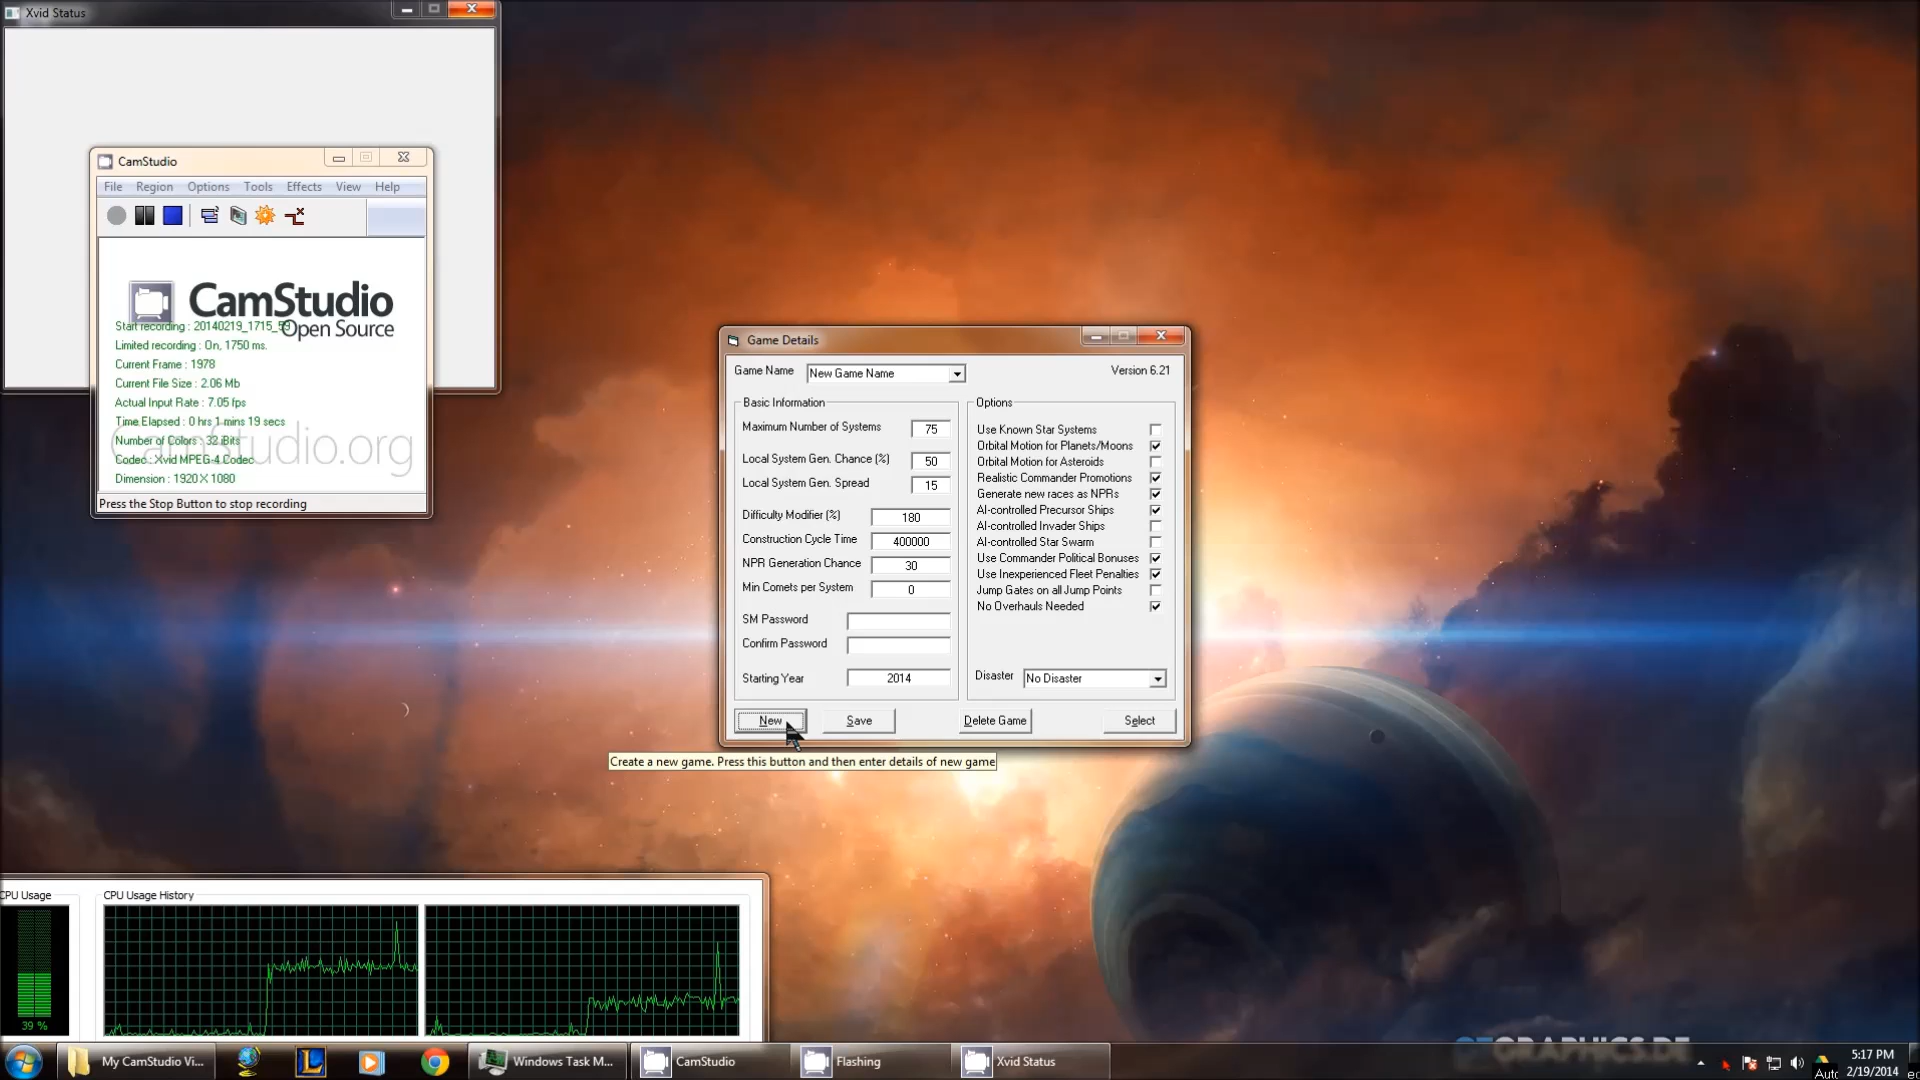 Xvid Status
CamStudio
File Region Options Tools Effects View Help
CamStudio
Open Source
Start recording : 20140219_1715_59
Limited recording : On, 1750 ms.
Current Frame : 1978
Current File Size : 2.06 Mb
Actual Input Rate : 7.05 fps
Time Elapsed : 0 hrs 1 mins 19 secs
Number of Colors : 32 Bits
CamStudio.org
Codec : Xvid MPEG-4 Codec
Dimension : 1920 X 1080
Press the Stop Button to stop recording
Game Details
Game Name New Game Name Version 6.21
Basic Information
Maximum Number of Systems 75
Local System Gen. Chance (%) 50
Local System Gen. Spread 15
Difficulty Modifier (%) 180
Construction Cycle Time 400000
NPR Generation Chance 30
Min Comets per System 0
SM Password
Confirm Password
Starting Year 2014
Options
Use Known Star Systems
Orbital Motion for Planets/Moons
Orbital Motion for Asteroids
Realistic Commander Promotions
Generate new races as NPRs
AI-controlled Precursor Ships
AI-controlled Invader Ships
AI-controlled Star Swarm
Use Commander Political Bonuses
Use Inexperienced Fleet Penalties
Jump Gates on all Jump Points
No Overhauls Needed
Disaster No Disaster
New Save Delete Game Select
Create a new game. Press this button and then enter details of new game
CPU Usage CPU Usage History
39 %
My CamStudio Vi... Windows Task M... CamStudio Flashing Xvid Status
5:17 PM
2/19/2014